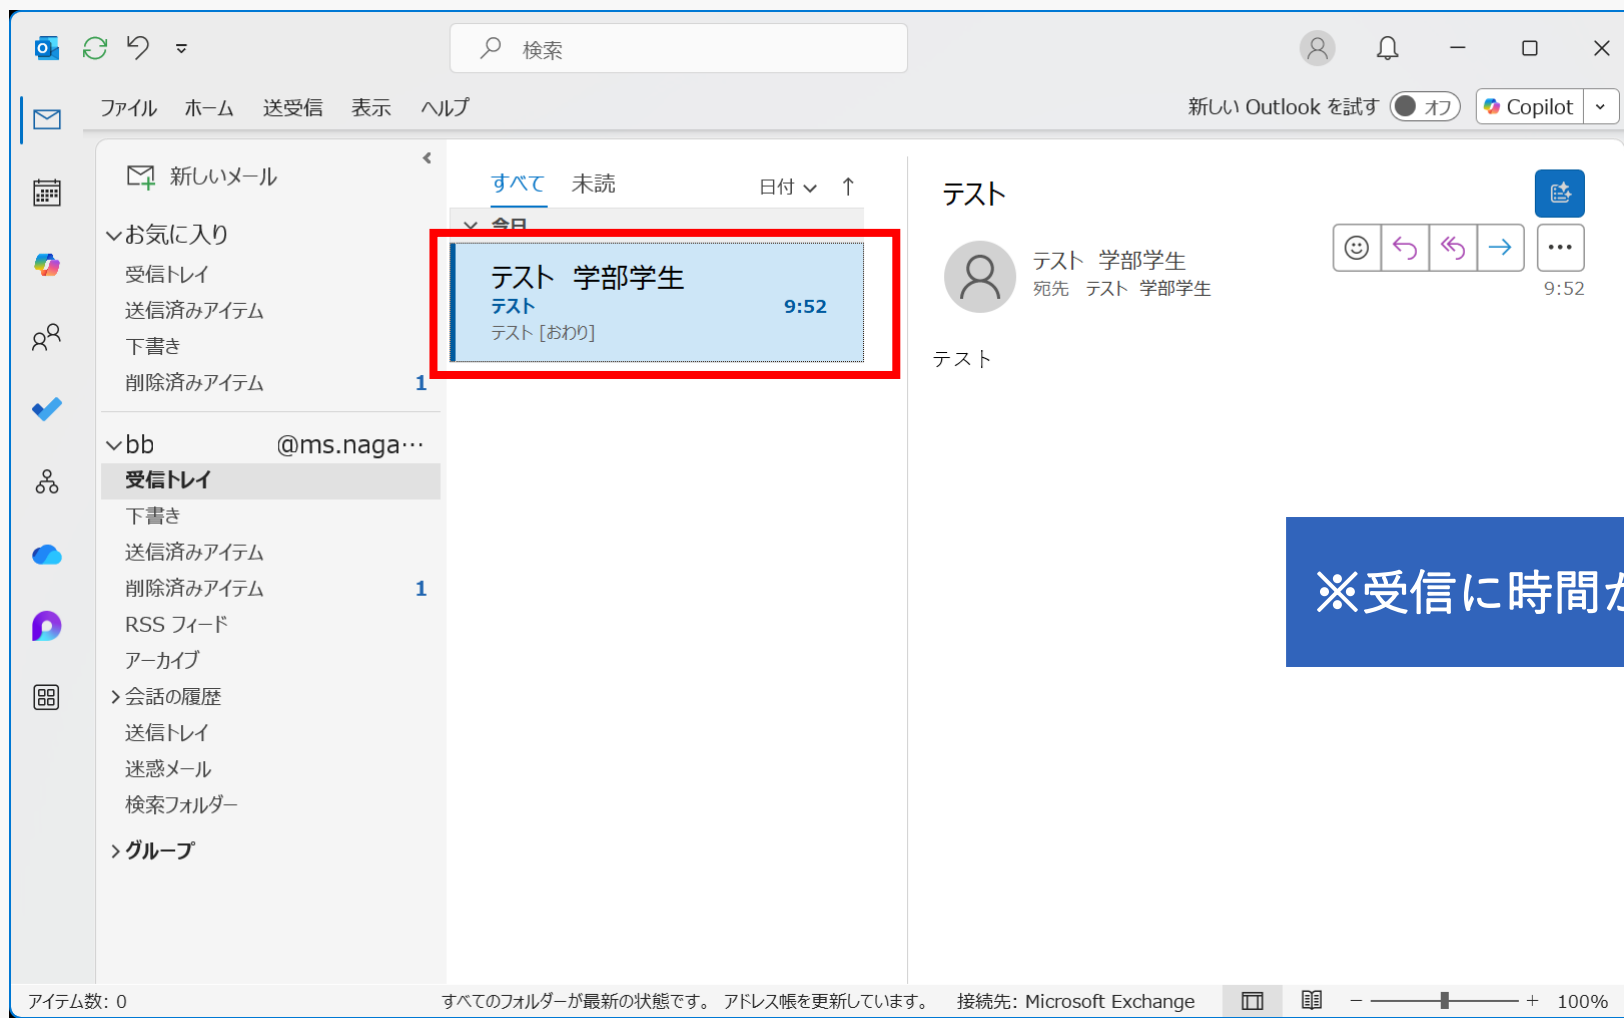 検索
ファイル ホーム 送受信 表示 ヘルプ
新しい Outlook を試す オフ Copilot
新しいメール
お気に入り
受信トレイ
送信済みアイテム
下書き
削除済みアイテム 1
bb @ms.naga…
受信トレイ
下書き
送信済みアイテム
削除済みアイテム 1
RSS フィード
アーカイブ
会話の履歴
送信トレイ
迷惑メール
検索フォルダー
グループ
すべて 未読 日付
今日
テスト 学部学生
テスト 9:52
テスト [おわり]
テスト
テスト 学部学生
宛先 テスト 学部学生
9:52
テスト
※受信に時間が
アイテム数: 0
すべてのフォルダーが最新の状態です。 アドレス帳を更新しています。 接続先: Microsoft Exchange
100%